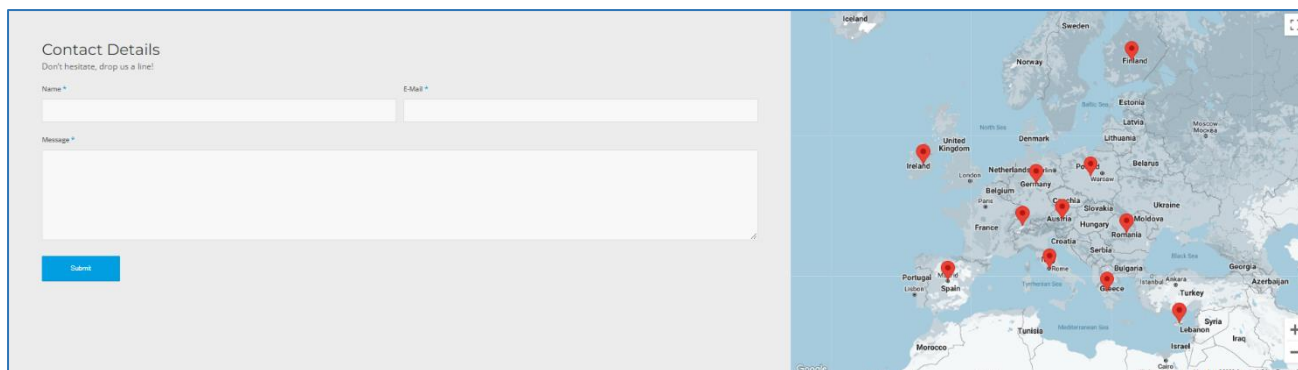 Contact Details
Don't hesitate, drop us a line!
Name *
E-Mail *
Message *
Submit
Iceland
Sweden
Finland
Norway
Baltic Sea
Estonia
Latvia
Moscow
Москва
North Sea
Denmark
Lithuania
United
Kingdom
Ireland
London
Netherlands
Belarus
Warsaw
Germany
Belgium
Paris
Czechia
Slovakia
Ukraine
Austria
Moldova
France
Hungary
Romania
Croatia
Serbia
Black Sea
Rome
Bulgaria
Georgia
Portugal
Lisbon
Spain
Tyrrhenian Sea
Greece
Istanbul
Ankara
Azerbaijan
Turkey
Tunisia
Mediterranean Sea
Syria
Lebanon
Iraq
Israel
Morocco
Cairo
Google